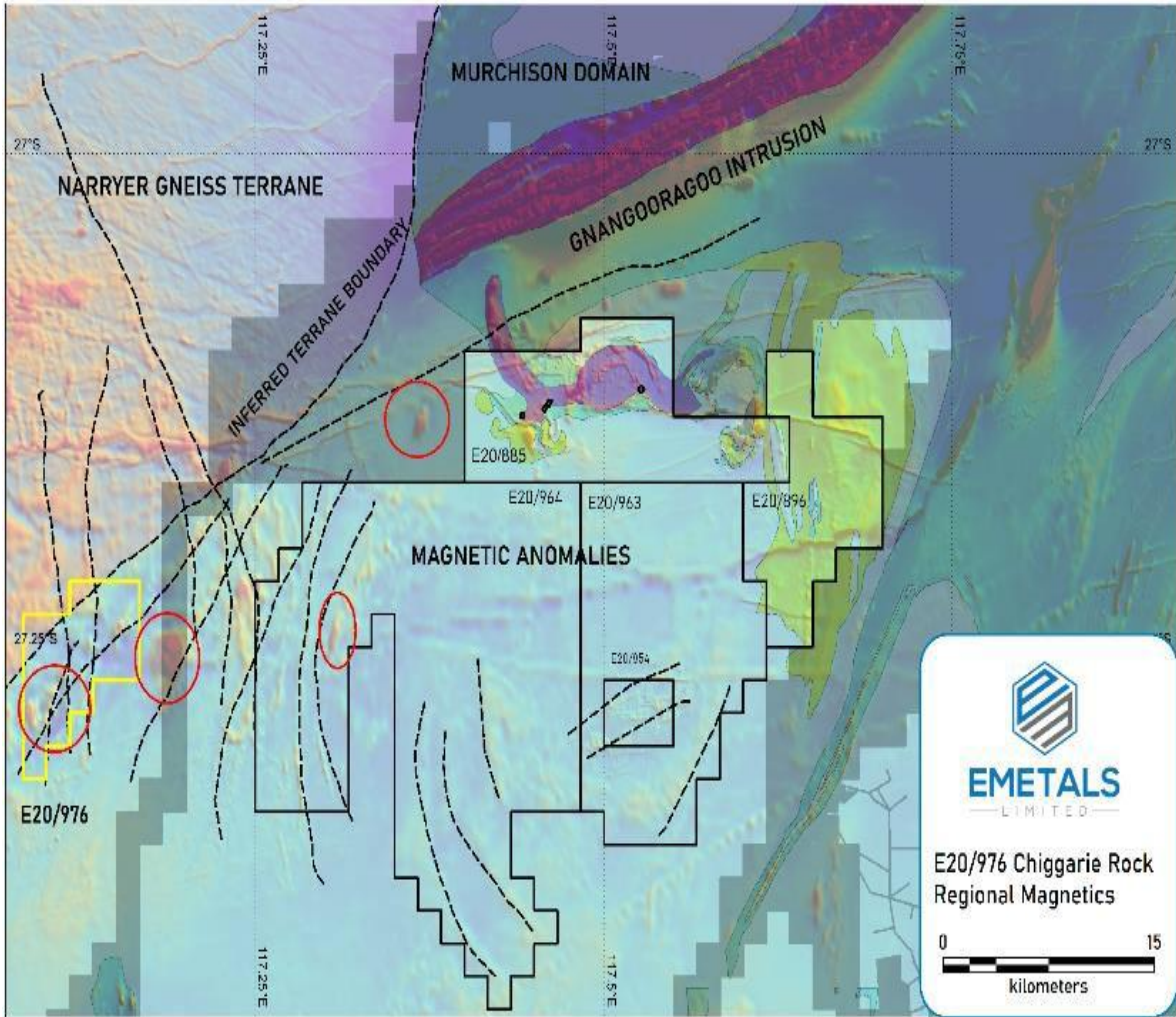 117.25°E
117.5°E
117.75°E
MURCHISON DOMAIN
27°S
27°S
NARRYER GNEISS TERRANE
GNANGOORAGOO INTRUSION
INFERRED TERRANE BOUNDARY
E20/885
E20/964
E20/963
E20/896
MAGNETIC ANOMALIES
27.25°S
E20/954
E20/976
117.25°E
117.5°E
EMETALS
LIMITED
E20/976 Chiggarie Rock
Regional Magnetics
0 15
kilometers